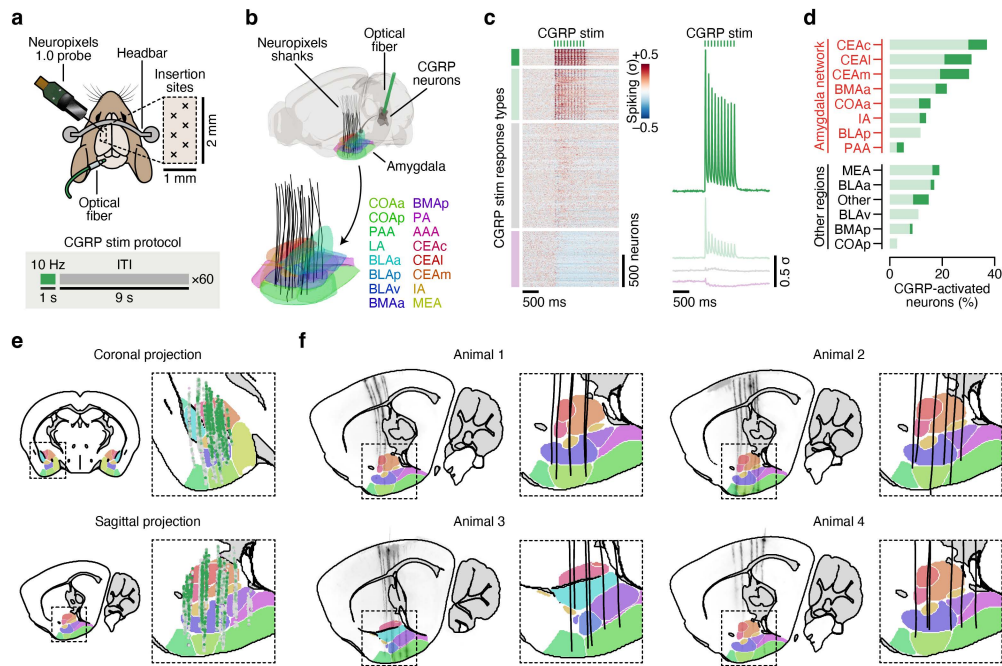 a
Neuropixels
1.0 probe
Headbar
Insertion
sites
2 mm
1 mm
Optical
fiber
CGRP stim protocol
10 Hz
ITI
×60
1 s
9 s
b
Neuropixels
shanks
Optical
fiber
CGRP
neurons
Amygdala
COAa
BMAp
COAp
PA
PAA
AAA
LA
CEAc
BLAa
CEAl
BLAp
CEAm
BLAv
IA
BMAa
MEA
c
CGRP stim
CGRP stim response types
Spiking (σ)
+0.5
−0.5
500 neurons
500 ms
CGRP stim
0.5 σ
500 ms
d
Amygdala network
CEAc
CEAl
CEAm
BMAa
COAa
IA
BLAp
PAA
Other regions
MEA
BLAa
Other
BLAv
BMAp
COAp
0
20
40
CGRP-activated
neurons (%)
e
Coronal projection
Sagittal projection
f
Animal 1
Animal 2
Animal 3
Animal 4